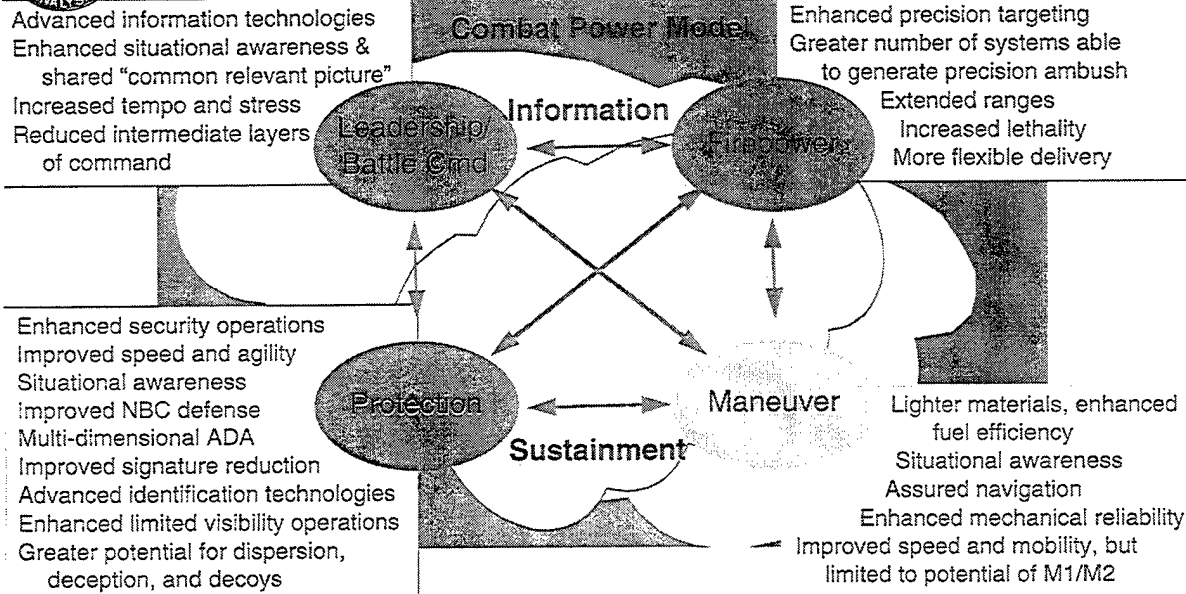 Combat Power Model
Advanced information technologies
Enhanced situational awareness &
shared "common relevant picture"
Increased tempo and stress
Reduced intermediate layers
of command
Enhanced precision targeting
Greater number of systems able
to generate precision ambush
Extended ranges
Increased lethality
More flexible delivery
Information
Leadership/
Battle Cmd
Firepower
Protection
Maneuver
Sustainment
Enhanced security operations
Improved speed and agility
Situational awareness
improved NBC defense
Multi-dimensional ADA
Improved signature reduction
Advanced identification technologies
Enhanced limited visibility operations
Greater potential for dispersion,
deception, and decoys
Lighter materials, enhanced
fuel efficiency
Situational awareness
Assured navigation
Enhanced mechanical reliability
Improved speed and mobility, but
limited to potential of M1/M2